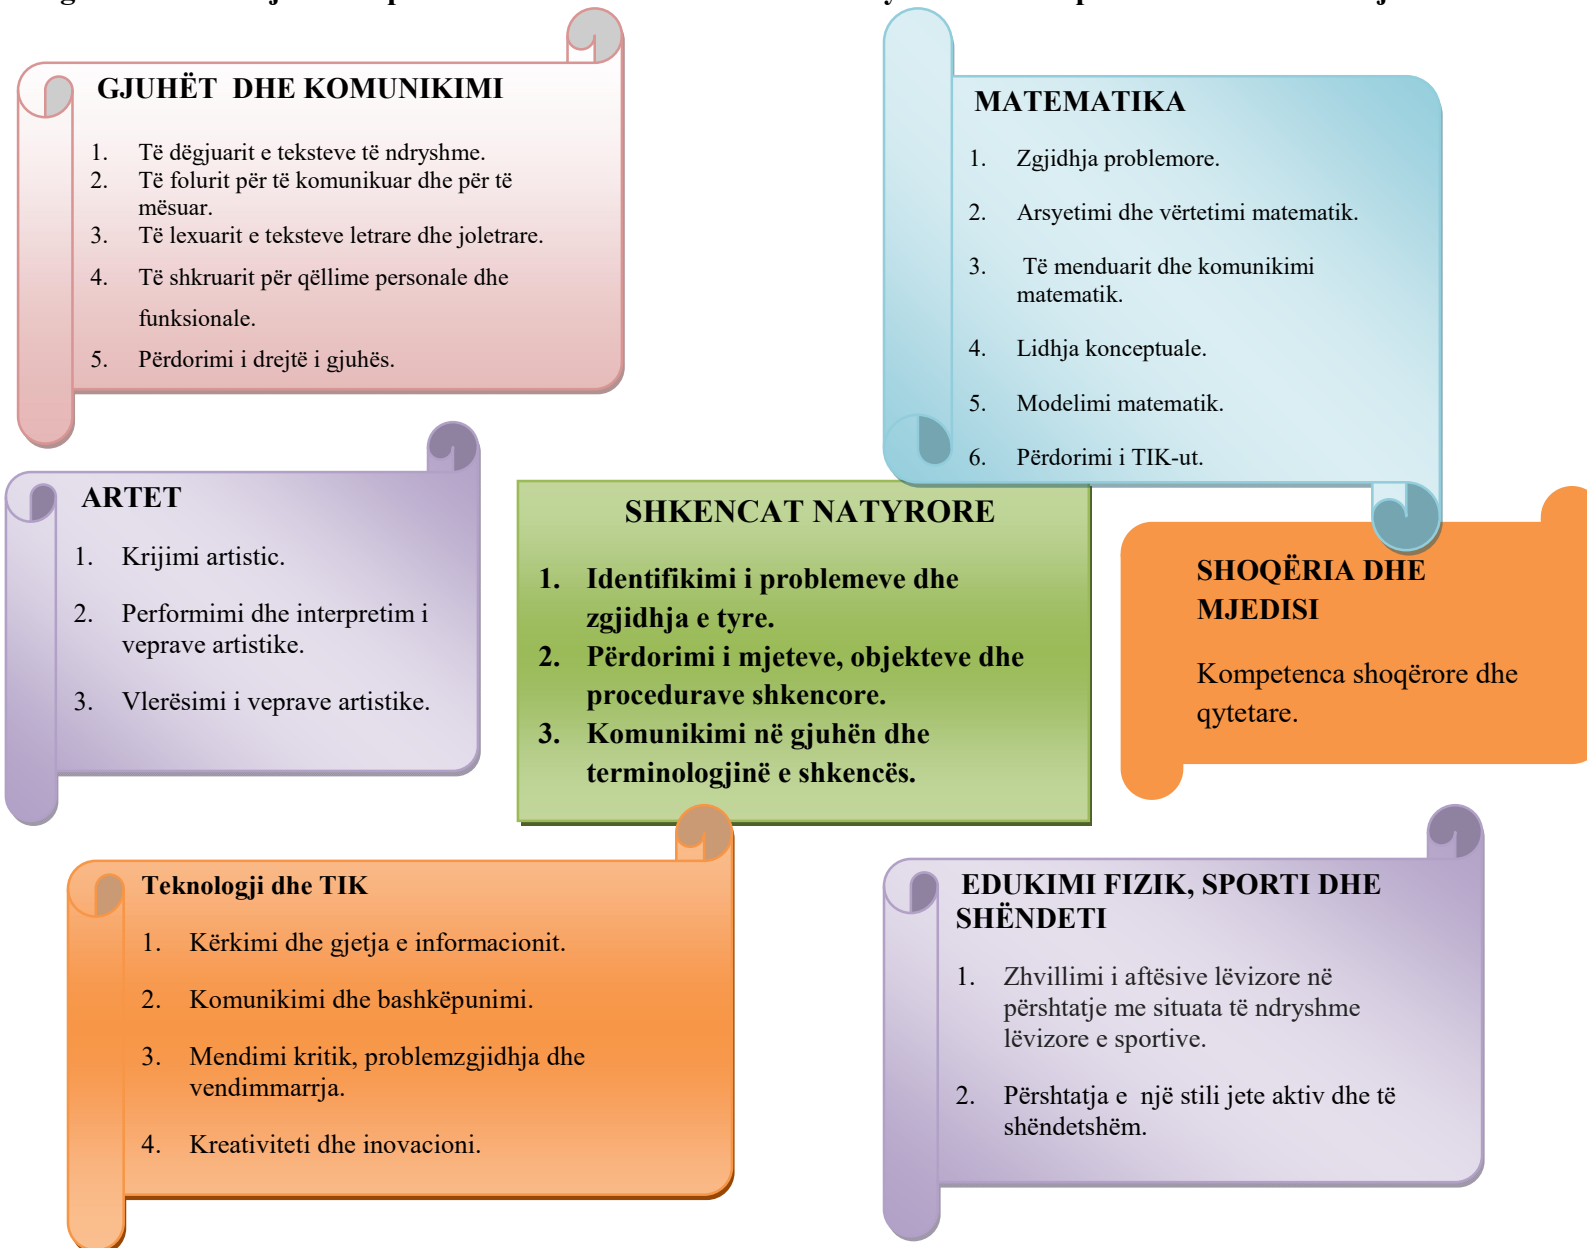 GJUHËT DHE KOMUNIKIMI
1. Të dëgjuarit e teksteve të ndryshme.
2. Të folurit për të komunikuar dhe për të
mësuar.
3. Të lexuarit e teksteve letrare dhe joletrare.
4. Të shkruarit për qëllime personale dhe
funksionale.
5. Përdorimi i drejtë i gjuhës.
MATEMATIKA
1. Zgjidhja problemore.
2. Arsyetimi dhe vërtetimi matematik.
3. Të menduarit dhe komunikimi
matematik.
4. Lidhja konceptuale.
5. Modelimi matematik.
6. Përdorimi i TIK-ut.
ARTET
1. Krijimi artistic.
2. Performimi dhe interpretim i
veprave artistike.
3. Vlerësimi i veprave artistike.
SHKENCAT NATYRORE
1. Identifikimi i problemeve dhe
zgjidhja e tyre.
2. Përdorimi i mjeteve, objekteve dhe
procedurave shkencore.
3. Komunikimi në gjuhën dhe
terminologjinë e shkencës.
SHOQËRIA DHE
MJEDISI
Kompetenca shoqërore dhe
qytetare.
Teknologji dhe TIK
1. Kërkimi dhe gjetja e informacionit.
2. Komunikimi dhe bashkëpunimi.
3. Mendimi kritik, problemzgjidhja dhe
vendimmarrja.
4. Kreativiteti dhe inovacioni.
EDUKIMI FIZIK, SPORTI DHE
SHËNDETI
1. Zhvillimi i aftësive lëvizore në
përshtatje me situata të ndryshme
lëvizore e sportive.
2. Përshtatja e një stili jete aktiv dhe të
shëndetshëm.